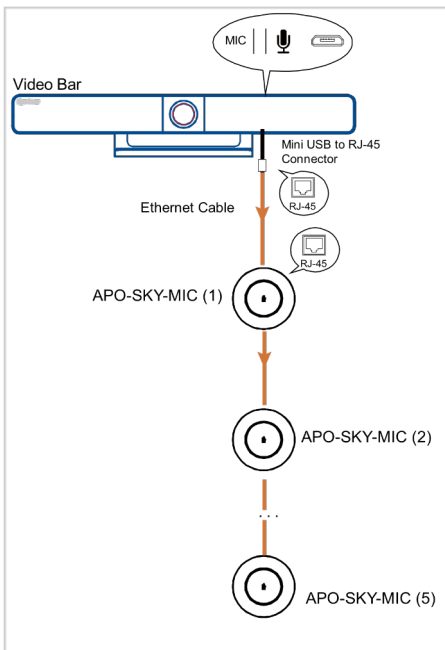 MIC
Video Bar
Mini USB to RJ-45
Connector
RJ-45
Ethernet Cable
RJ-45
APO-SKY-MIC (1)
APO-SKY-MIC (2)
...
APO-SKY-MIC (5)